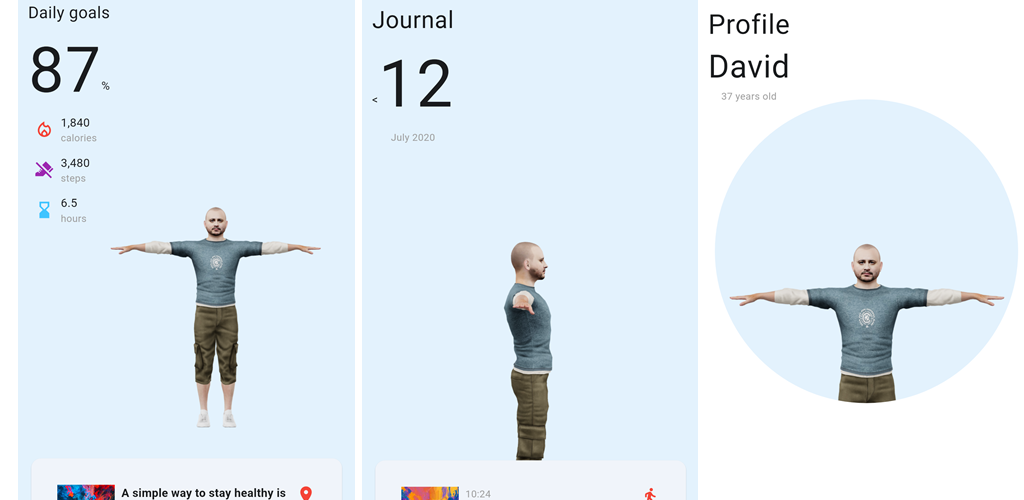 Daily goals
87 %
1,840
calories
3,480
steps
6.5
hours
A simple way to stay healthy is
Journal
< 12
July 2020
10:24
Profile
David
37 years old